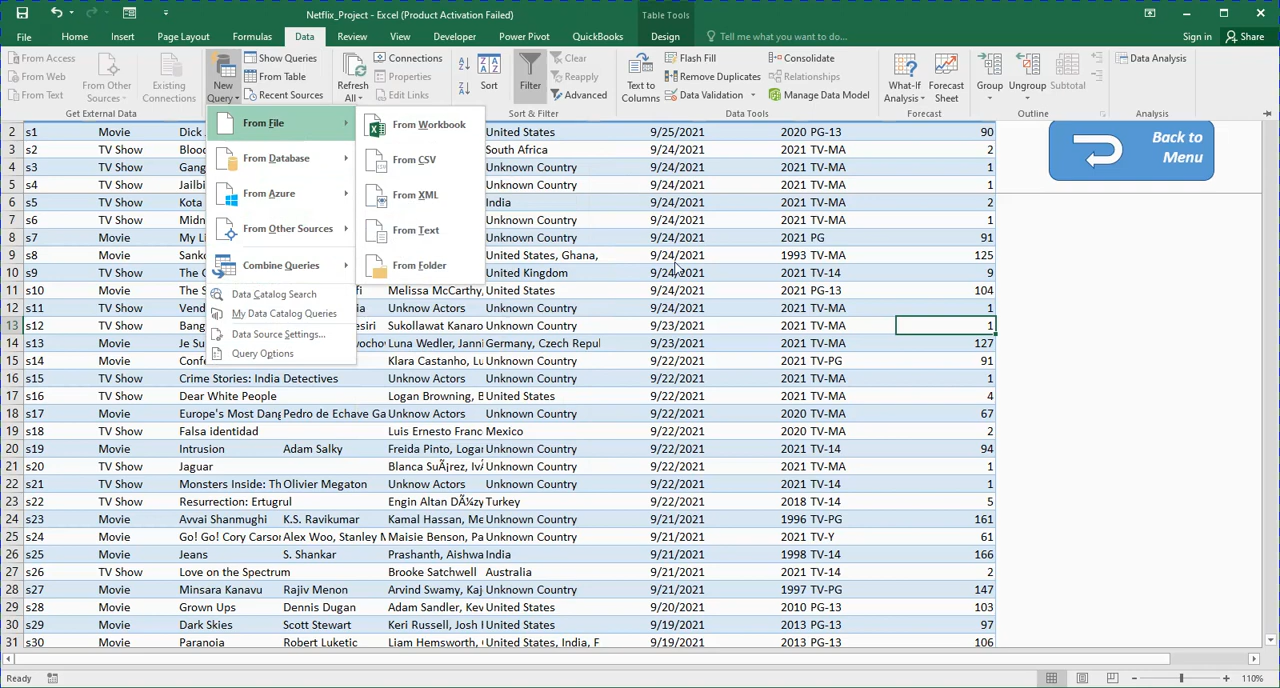 Netflix_Project - Excel (Product Activation Failed)
Table Tools
File Home Insert Page Layout Formulas Data Review View Developer Power Pivot QuickBooks Design Tell me what you want to do... Sign in Share
From Access
From Web
From Text
From Other Sources
Existing Connections
Get External Data
New Query
Show Queries
From Table
Recent Sources
Refresh All
Connections
Properties
Edit Links
Sort
Filter
Clear
Reapply
Advanced
Sort & Filter
Text to Columns
Flash Fill
Remove Duplicates
Data Validation
Consolidate
Relationships
Manage Data Model
Data Tools
What-If Analysis
Forecast Sheet
Group
Ungroup
Subtotal
Outline
Data Analysis
Analysis
From File
From Database
From Azure
From Other Sources
Combine Queries
Data Catalog Search
My Data Catalog Queries
Data Source Settings...
Query Options
From Workbook
From CSV
From XML
From Text
From Folder
Back to
Menu
2 s1 Movie Dick United States 9/25/2021 2020 PG-13 90
3 s2 TV Show Blood South Africa 9/24/2021 2021 TV-MA 2
4 s3 TV Show Gang Unknown Country 9/24/2021 2021 TV-MA 1
5 s4 TV Show Jailbi Unknown Country 9/24/2021 2021 TV-MA 1
6 s5 TV Show Kota India 9/24/2021 2021 TV-MA 2
7 s6 TV Show Midn Unknown Country 9/24/2021 2021 TV-MA 1
8 s7 Movie My Li Unknown Country 9/24/2021 2021 PG 91
9 s8 Movie Sank United States, Ghana, 9/24/2021 1993 TV-MA 125
10 s9 TV Show The G United Kingdom 9/24/2021 2021 TV-14 9
11 s10 Movie The S Melissa McCarthy, United States 9/24/2021 2021 PG-13 104
12 s11 TV Show Vend Unknow Actors Unknown Country 9/24/2021 2021 TV-MA 1
13 s12 TV Show Bang esiri Sukollawat Kanaro Unknown Country 9/23/2021 2021 TV-MA 1
14 s13 Movie Je Su wocho Luna Wedler, Jann Germany, Czech Repul 9/23/2021 2021 TV-MA 127
15 s14 Movie Confe Klara Castanho, Lu Unknown Country 9/22/2021 2021 TV-PG 91
16 s15 TV Show Crime Stories: India Detectives Unknow Actors Unknown Country 9/22/2021 2021 TV-MA 1
17 s16 TV Show Dear White People Logan Browning, B United States 9/22/2021 2021 TV-MA 4
18 s17 Movie Europe's Most Dang Pedro de Echave Ga Unknow Actors Unknown Country 9/22/2021 2020 TV-MA 67
19 s18 TV Show Falsa identidad Luis Ernesto Franc Mexico 9/22/2021 2020 TV-MA 2
20 s19 Movie Intrusion Adam Salky Freida Pinto, Logan Unknown Country 9/22/2021 2021 TV-14 94
21 s20 TV Show Jaguar Blanca SuÃ¡rez, IvÃ Unknown Country 9/22/2021 2021 TV-MA 1
22 s21 TV Show Monsters Inside: Th Olivier Megaton Unknow Actors Unknown Country 9/22/2021 2021 TV-14 1
23 s22 TV Show Resurrection: Ertugrul Engin Altan DÃ¼zy Turkey 9/22/2021 2018 TV-14 5
24 s23 Movie Avvai Shanmughi K.S. Ravikumar Kamal Hassan, Me Unknown Country 9/21/2021 1996 TV-PG 161
25 s24 Movie Go! Go! Cory Carso Alex Woo, Stanley M Maisie Benson, Pa Unknown Country 9/21/2021 2021 TV-Y 61
26 s25 Movie Jeans S. Shankar Prashanth, Aishwa India 9/21/2021 1998 TV-14 166
27 s26 TV Show Love on the Spectrum Brooke Satchwell Australia 9/21/2021 2021 TV-14 2
28 s27 Movie Minsara Kanavu Rajiv Menon Arvind Swamy, Kaj Unknown Country 9/21/2021 1997 TV-PG 147
29 s28 Movie Grown Ups Dennis Dugan Adam Sandler, Kev United States 9/20/2021 2010 PG-13 103
30 s29 Movie Dark Skies Scott Stewart Keri Russell, Josh H United States 9/19/2021 2013 PG-13 97
31 s30 Movie Paranoia Robert Luketic Liam Hemsworth, United States, India, F 9/19/2021 2013 PG-13 106
Ready
110%